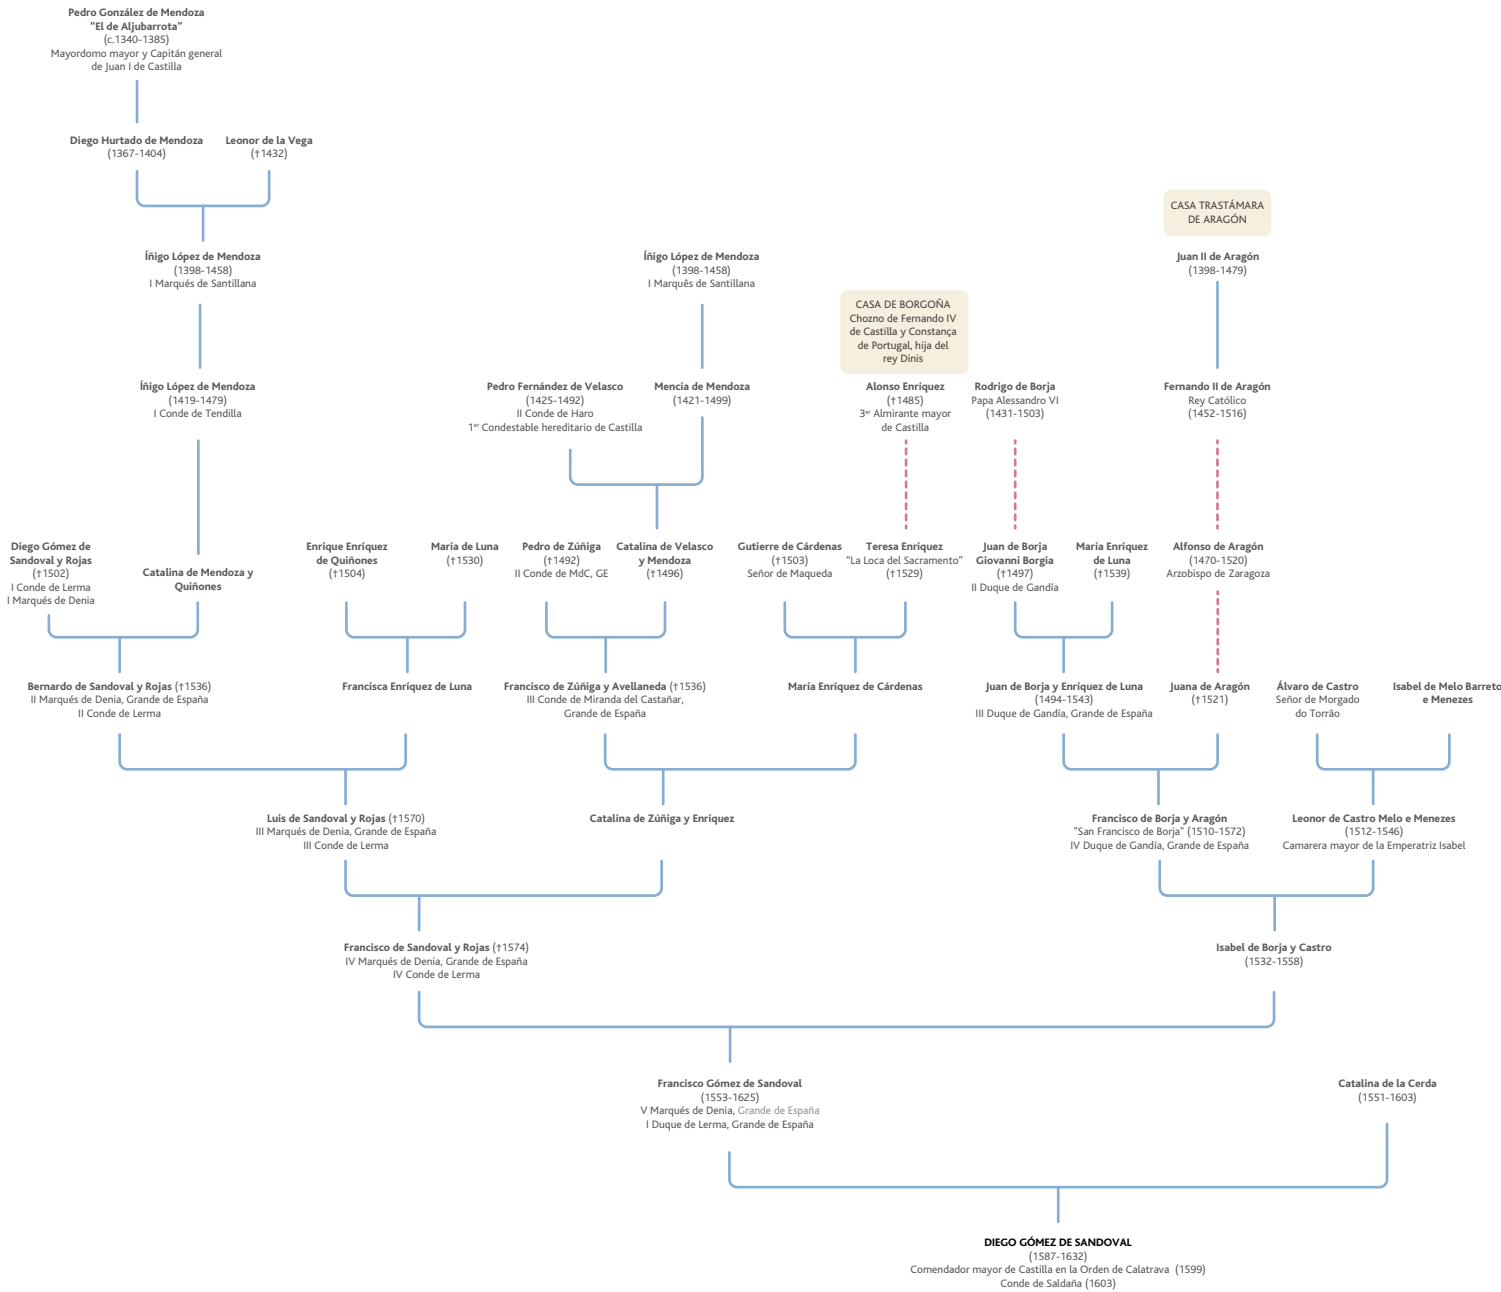 Pedro González de Mendoza
"El de Aljubarrota"
(c.1340-1385)
Mayordomo mayor y Capitán general
de Juan I de Castilla
Diego Hurtado de Mendoza
(1367-1404)
Leonor de la Vega
(†1432)
CASA TRASTÁMARA
DE ARAGÓN
Íñigo López de Mendoza
(1398-1458)
I Marqués de Santillana
Íñigo López de Mendoza
(1398-1458)
I Marquês de Santillana
Juan II de Aragón
(1398-1479)
CASA DE BORGOÑA
Chozno de Fernando IV
de Castilla y Constança
de Portugal, hija del
rey Dinis
Íñigo López de Mendoza
(1419-1479)
I Conde de Tendilla
Pedro Fernández de Velasco
(1425-1492)
II Conde de Haro
1er Condestable hereditario de Castilla
Mencía de Mendoza
(1421-1499)
Alonso Enríquez
(†1485)
3er Almirante mayor
de Castilla
Rodrigo de Borja
Papa Alessandro VI
(1431-1503)
Fernando II de Aragón
Rey Católico
(1452-1516)
Diego Gómez de
Sandoval y Rojas
(†1502)
I Conde de Lerma
I Marqués de Denia
Catalina de Mendoza y
Quiñones
Enrique Enríquez
de Quiñones
(†1504)
María de Luna
(†1530)
Pedro de Zúñiga
(†1492)
II Conde de MdC, GE
Catalina de Velasco
y Mendoza
(†1496)
Gutierre de Cárdenas
(†1503)
Señor de Maqueda
Teresa Enríquez
"La Loca del Sacramento"
(†1529)
Juan de Borja
Giovanni Borgia
(†1497)
II Duque de Gandía
María Enríquez
de Luna
(†1539)
Alfonso de Aragón
(1470-1520)
Arzobispo de Zaragoza
Bernardo de Sandoval y Rojas (†1536)
II Marqués de Denia, Grande de España
II Conde de Lerma
Francisca Enríquez de Luna
Francisco de Zúñiga y Avellaneda (†1536)
III Conde de Miranda del Castañar,
Grande de España
María Enríquez de Cárdenas
Juan de Borja y Enríquez de Luna
(1494-1543)
III Duque de Gandía, Grande de España
Juana de Aragón
(†1521)
Álvaro de Castro
Señor de Morgado
do Torrão
Isabel de Melo Barreto
e Menezes
Luis de Sandoval y Rojas (†1570)
III Marqués de Denia, Grande de España
III Conde de Lerma
Catalina de Zúñiga y Enríquez
Francisco de Borja y Aragón
"San Francisco de Borja" (1510-1572)
IV Duque de Gandía, Grande de España
Leonor de Castro Melo e Menezes
(1512-1546)
Camarera mayor de la Emperatriz Isabel
Francisco de Sandoval y Rojas (†1574)
IV Marqués de Denia, Grande de España
IV Conde de Lerma
Isabel de Borja y Castro
(1532-1558)
Francisco Gómez de Sandoval
(1553-1625)
V Marqués de Denia, Grande de España
I Duque de Lerma, Grande de España
Catalina de la Cerda
(1551-1603)
DIEGO GÓMEZ DE SANDOVAL
(1587-1632)
Comendador mayor de Castilla en la Orden de Calatrava (1599)
Conde de Saldaña (1603)